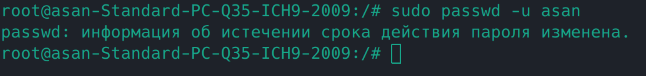 root@asan-Standard-PC-Q35-ICH9-2009:/# sudo passwd -u asan
passwd: информация об истечении срока действия пароля изменена.
root@asan-Standard-PC-Q35-ICH9-2009:/#